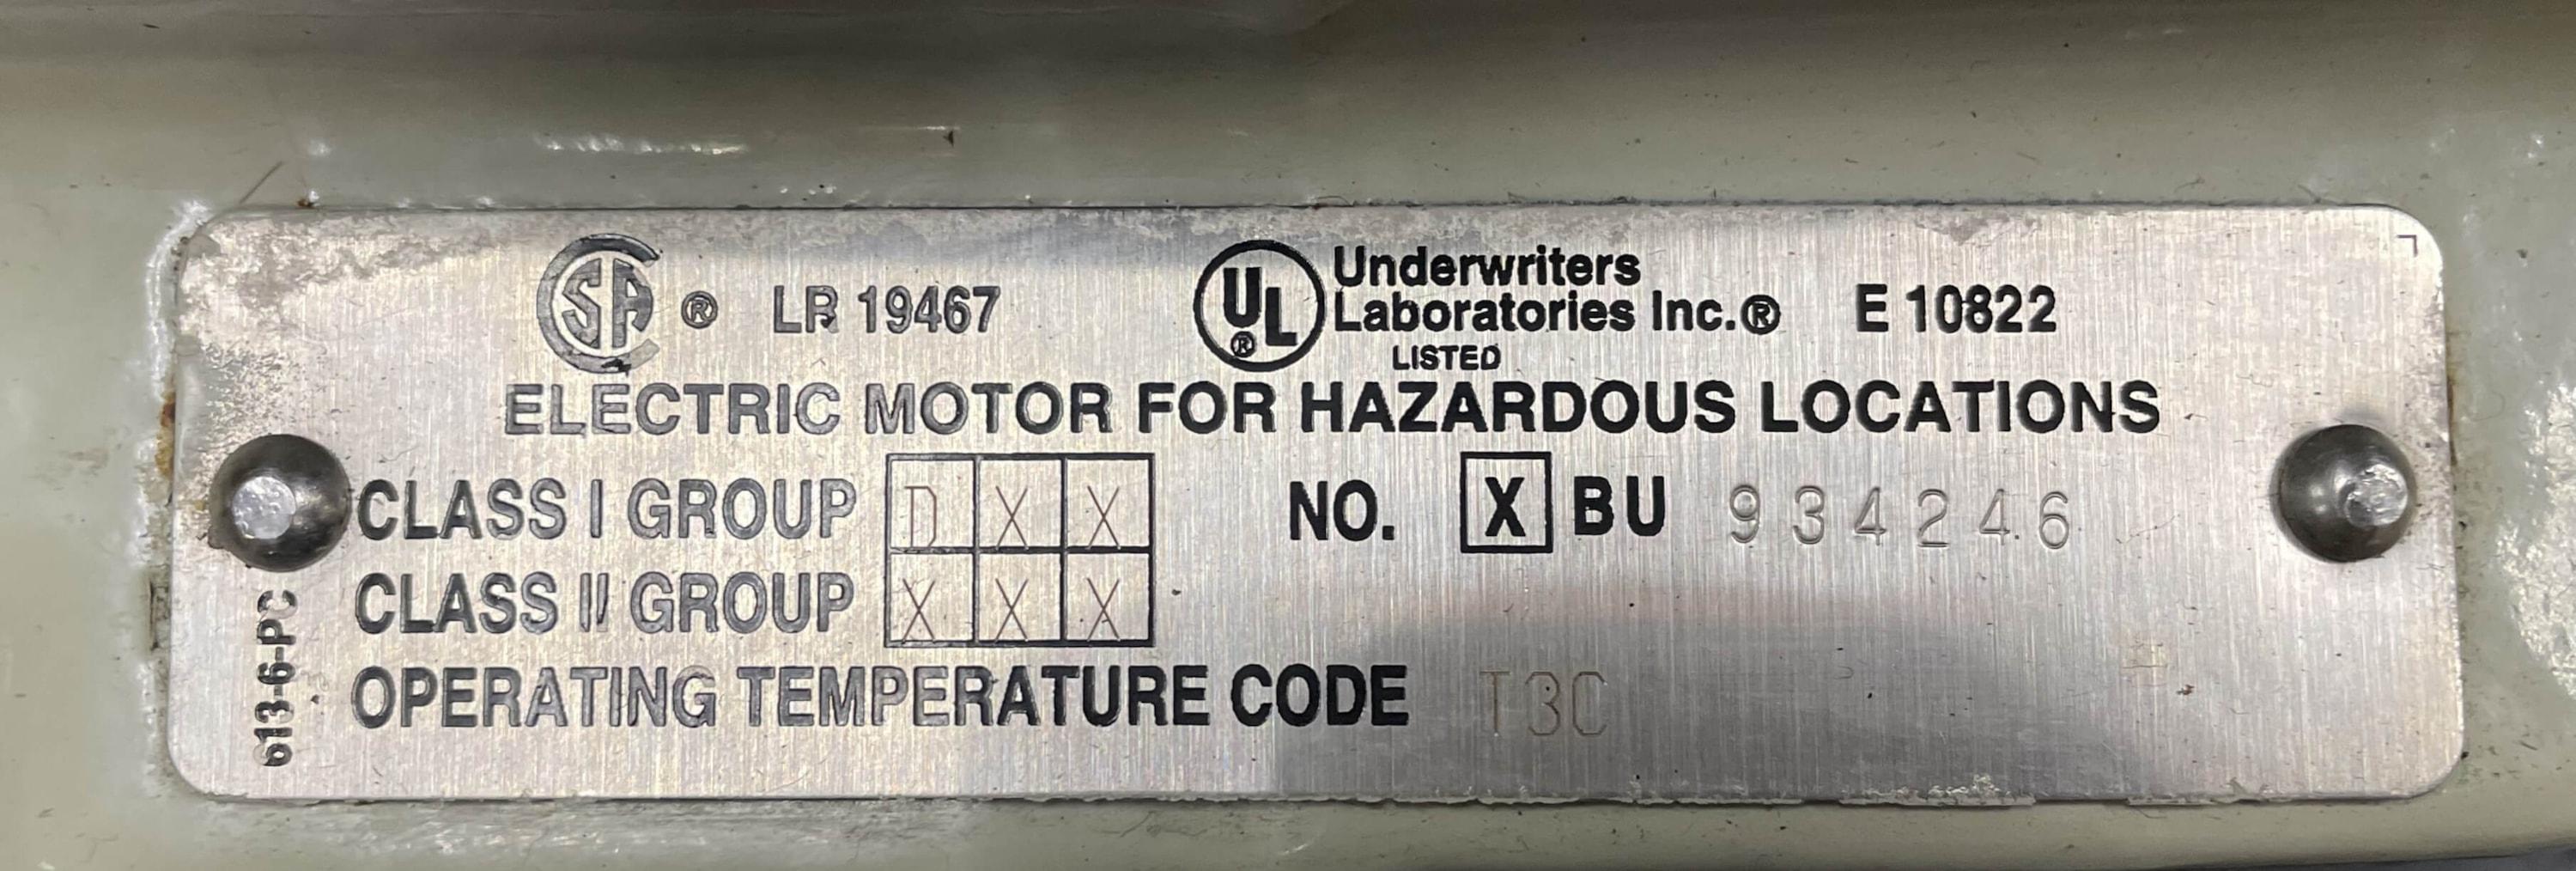 CSA ® LR 19467
UL ® Underwriters
Laboratories Inc.® E 10822
LISTED
ELECTRIC MOTOR FOR HAZARDOUS LOCATIONS
CLASS I GROUP D X X NO. X BU 934246
CLASS II GROUP X X X
OPERATING TEMPERATURE CODE T3C
613-6-PC